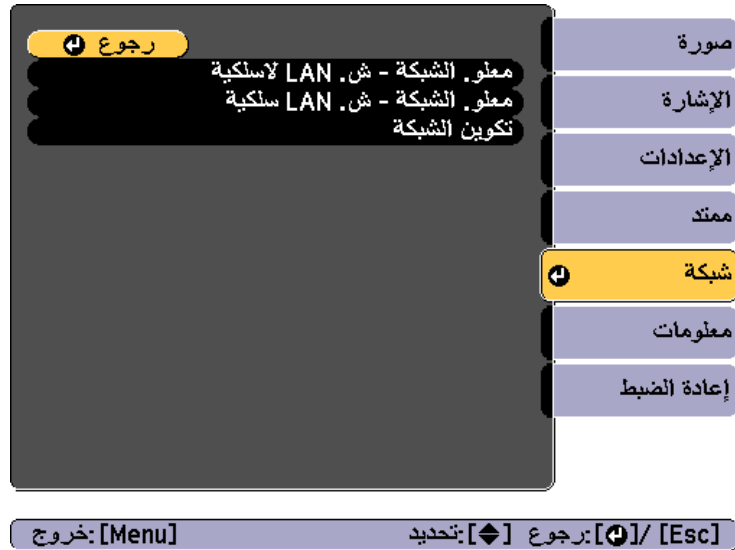 صورة
الإشارة
الإعدادات
ممتد
شبكة
معلومات
إعادة الضبط
رجوع
معلو. الشبكة - ش. LAN لاسلكية
معلو. الشبكة - ش. LAN سلكية
تكوين الشبكة
[Esc] /[]:رجوع []:تحديد [Menu]:خروج